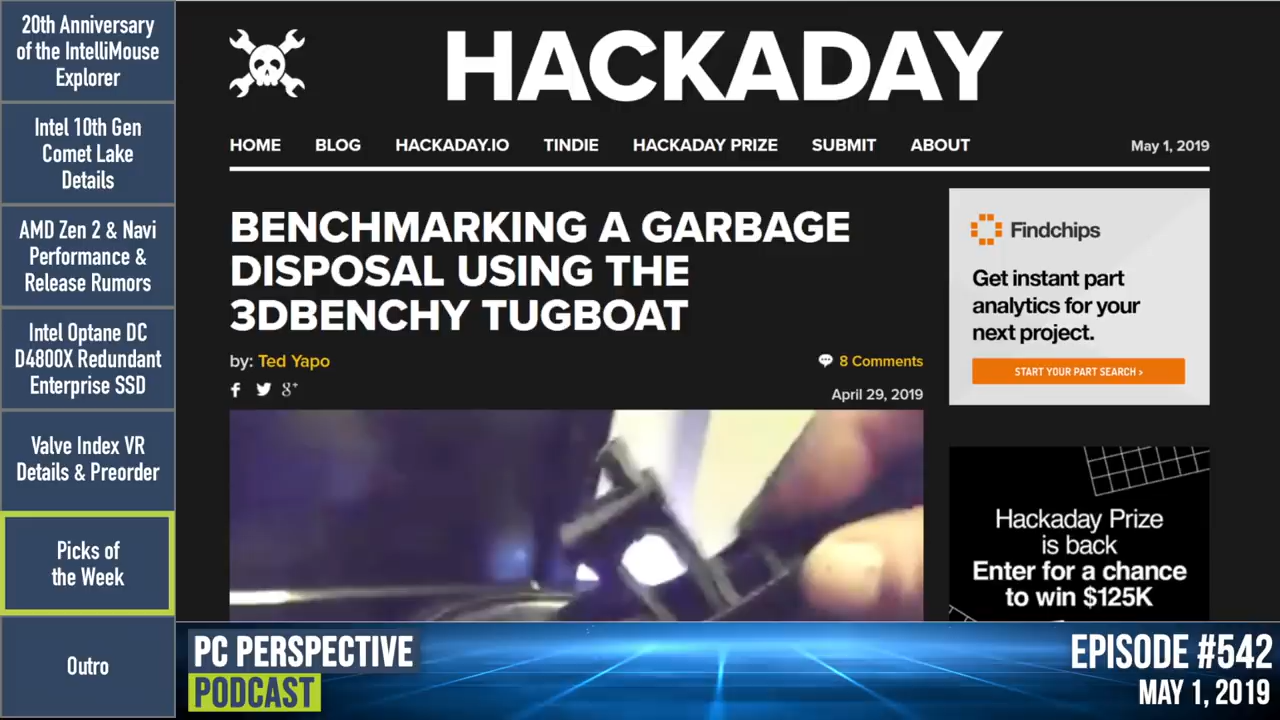 20th Anniversary
of the IntelliMouse
Explorer
Intel 10th Gen
Comet Lake
Details
AMD Zen 2 & Navi
Performance &
Release Rumors
Intel Optane DC
D4800X Redundant
Enterprise SSD
Valve Index VR
Details & Preorder
Picks of
the Week
Outro
HACKADAY
HOME BLOG HACKADAY.IO TINDIE HACKADAY PRIZE SUBMIT ABOUT May 1, 2019
BENCHMARKING A GARBAGE
DISPOSAL USING THE
3DBENCHY TUGBOAT
by: Ted Yapo 8 Comments
April 29, 2019
Findchips
Get instant part
analytics for your
next project.
START YOUR PART SEARCH >
Hackaday Prize
is back
Enter for a chance
to win $125K
PC PERSPECTIVE
PODCAST
EPISODE #542
MAY 1, 2019